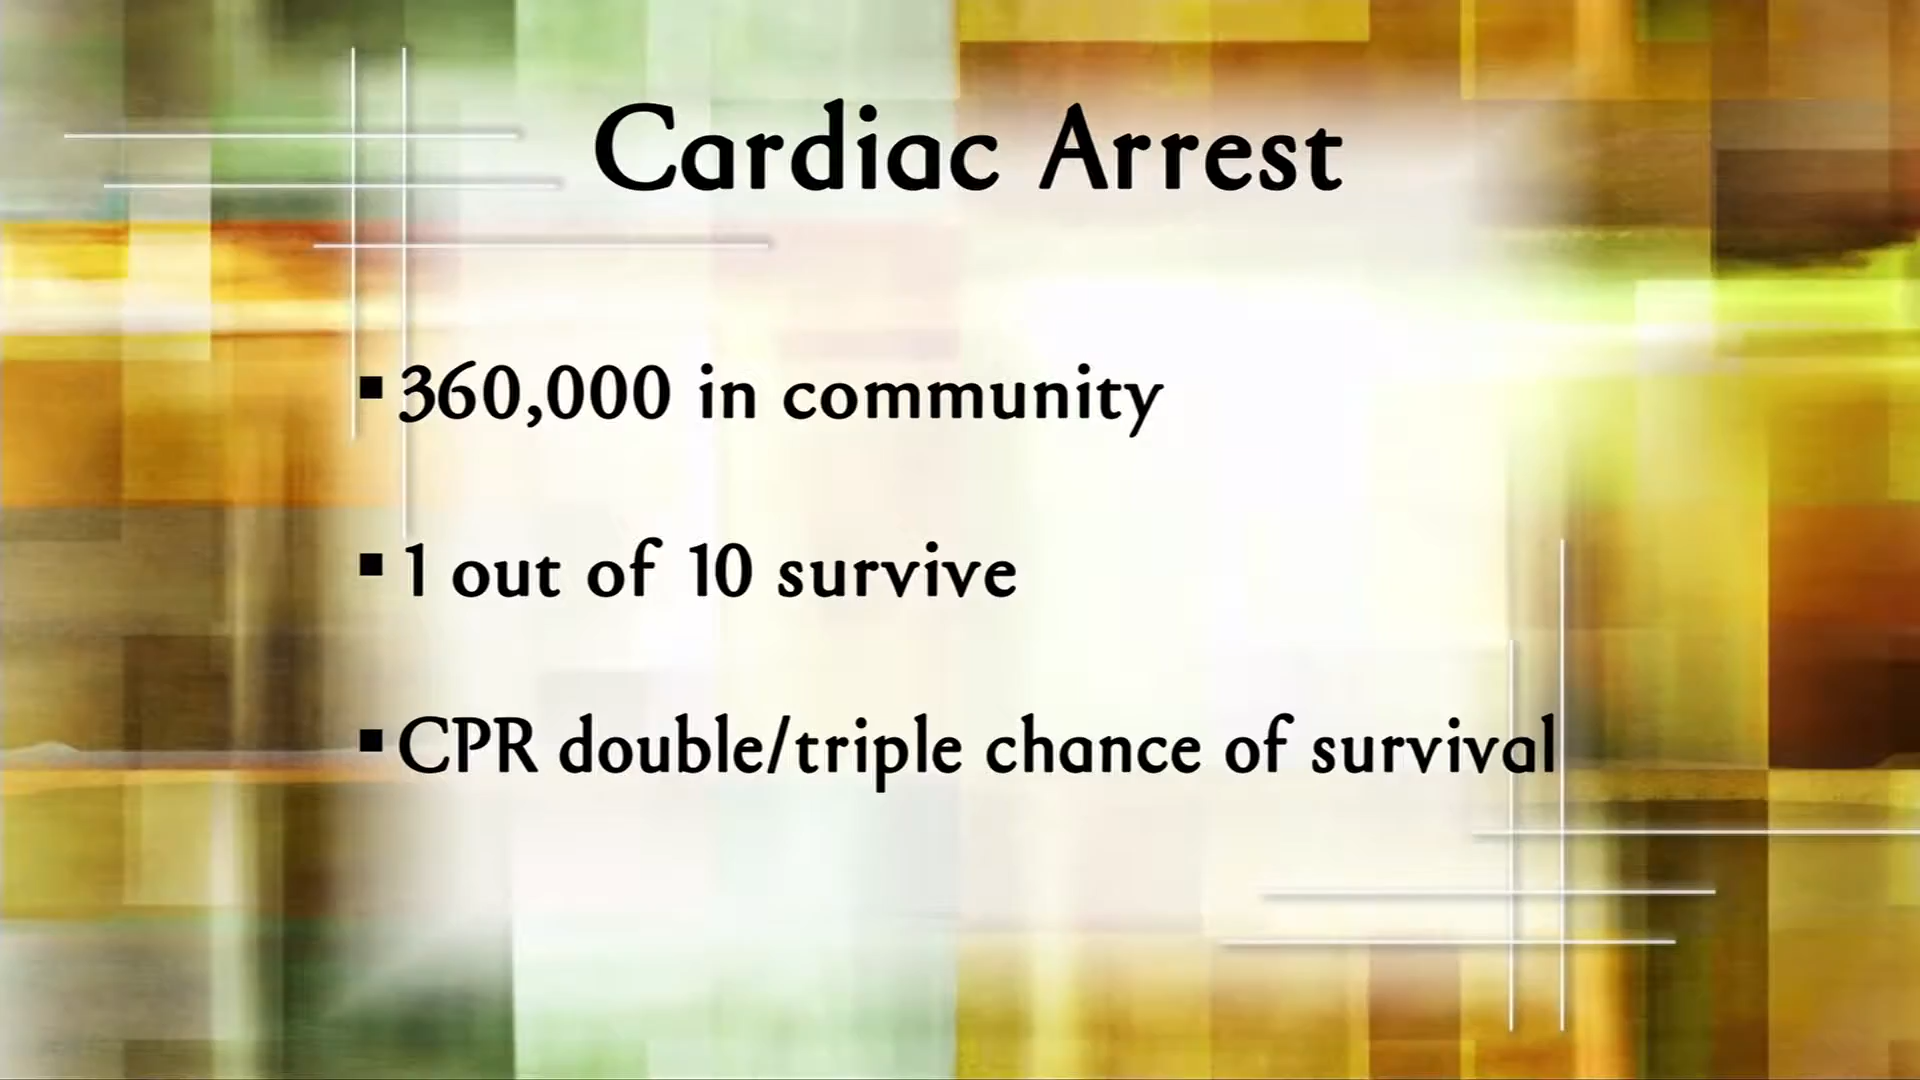 Cardiac Arrest
▪ 360,000 in community
▪ 1 out of 10 survive
▪ CPR double/triple chance of survival